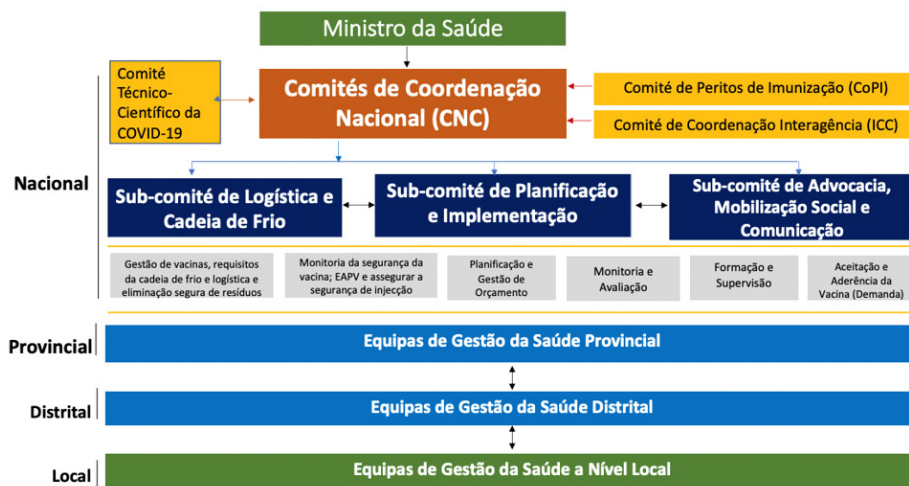 Ministro da Saúde
Comité
Técnico-
Científico da
COVID-19
Comités de Coordenação
Nacional (CNC)
Comité de Peritos de Imunização (CoPI)
Comité de Coordenação Interagência (ICC)
Nacional
Sub-comité de Logística e
Cadeia de Frio
Sub-comité de Planificação
e Implementação
Sub-comité de Advocacia,
Mobilização Social e
Comunicação
Gestão de vacinas, requisitos
da cadeia de frio e logística e
eliminação segura de resíduos
Monitoria da segurança da
vacina; EAPV e assegurar a
segurança de injecção
Planificação e
Gestão de
Orçamento
Monitoria e
Avaliação
Formação e
Supervisão
Aceitação e
Aderência da
Vacina (Demanda)
Provincial
Equipas de Gestão da Saúde Provincial
Distrital
Equipas de Gestão da Saúde Distrital
Local
Equipas de Gestão da Saúde a Nível Local